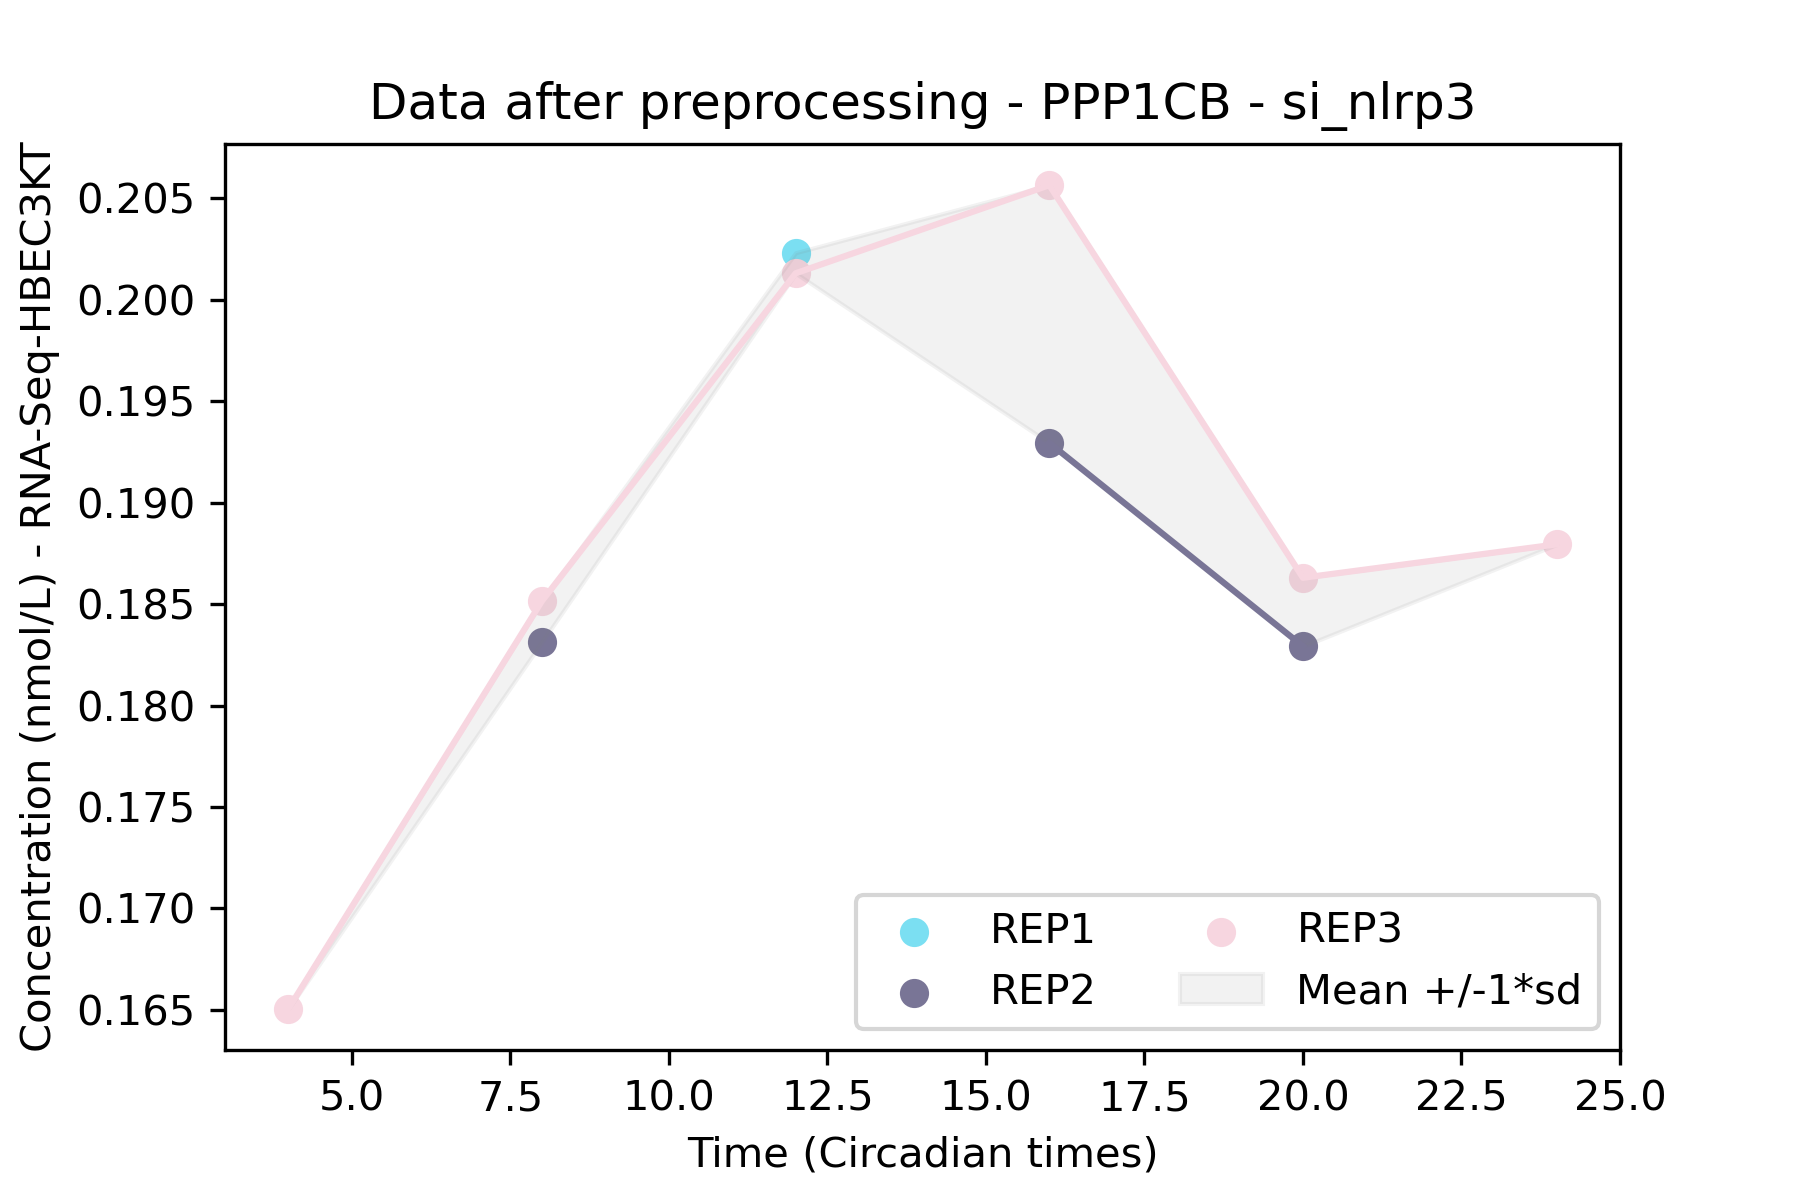 Data after preprocessing - PPP1CB - si_nlrp3
Concentration (nmol/L) - RNA-Seq-HBEC3KT
0.205
0.200
0.195
0.190
0.185
0.180
0.175
0.170
0.165
REP1
REP2
REP3
Mean +/-1*sd
5.0 7.5 10.0 12.5 15.0 17.5 20.0 22.5 25.0
Time (Circadian times)